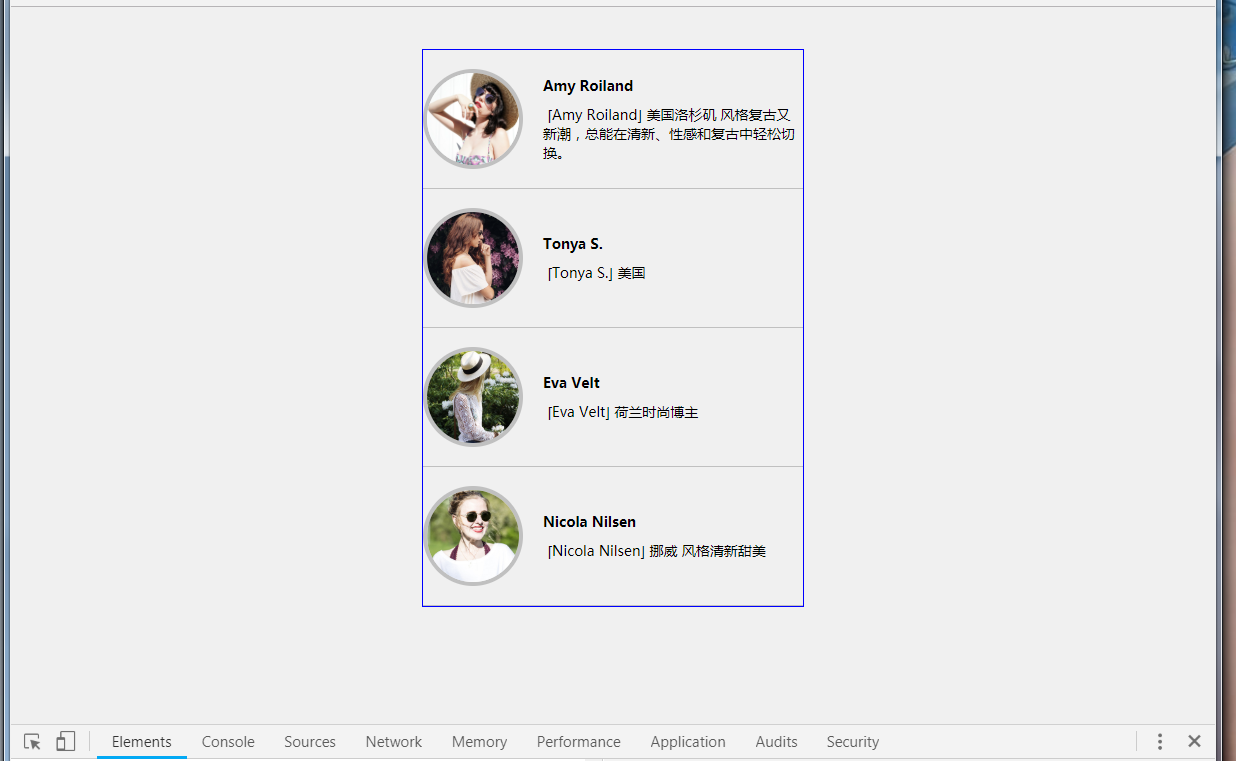 Amy Roiland
「Amy Roiland」美国洛杉矶 风格复古又
新潮，总能在清新、性感和复古中轻松切
换。
Tonya S.
「Tonya S.」美国
Eva Velt
「Eva Velt」荷兰时尚博主
Nicola Nilsen
「Nicola Nilsen」挪威 风格清新甜美
Elements Console Sources Network Memory Performance Application Audits Security